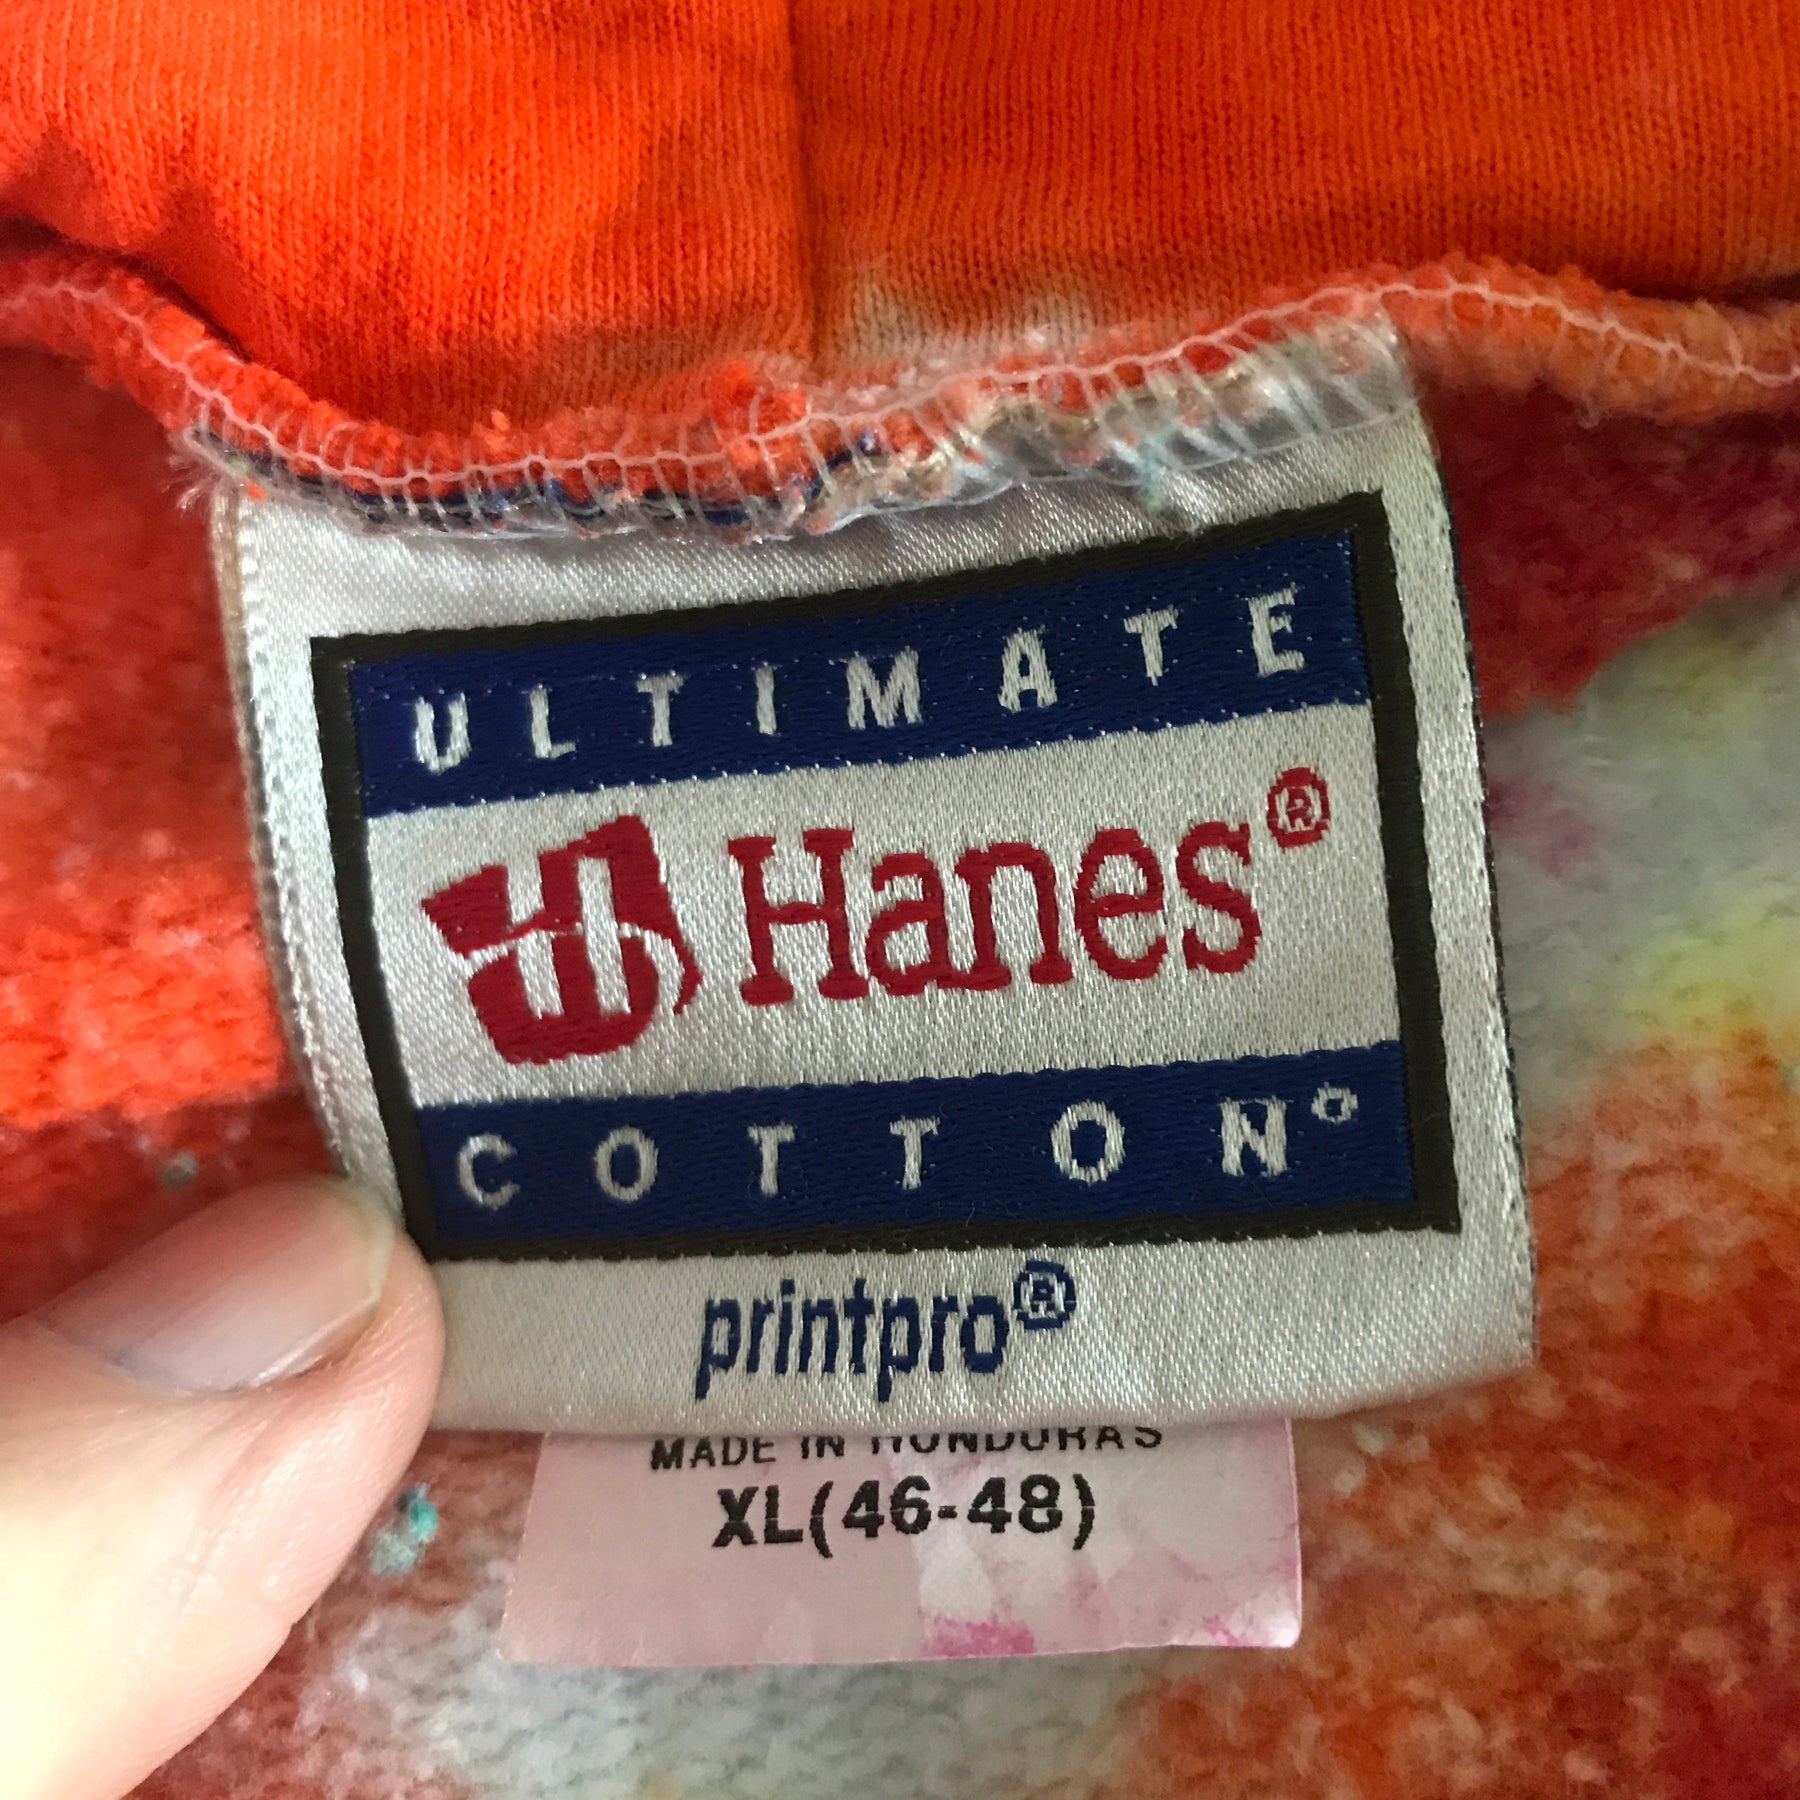 ULTIMATE
Hanes®
COTTON®
printpro®
MADE IN HONDURAS
XL(46-48)